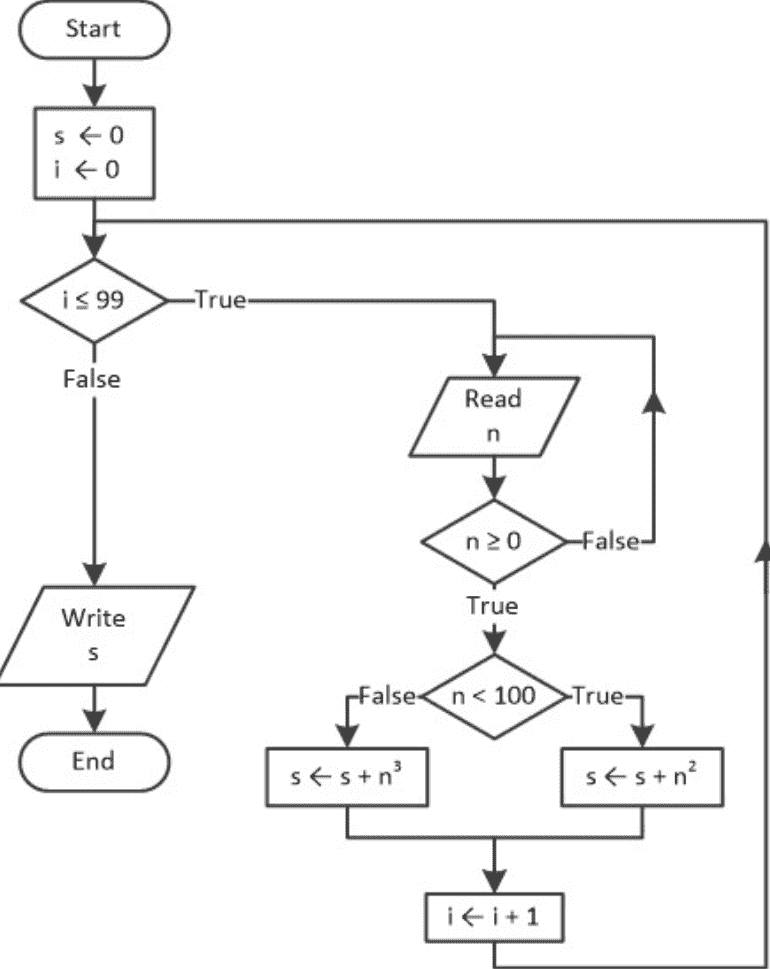 Start
s ← 0
i ← 0
i ≤ 99
True
False
Read
n
n ≥ 0
False
True
n < 100
False
True
s ← s + n³
s ← s + n²
i ← i + 1
Write
s
End